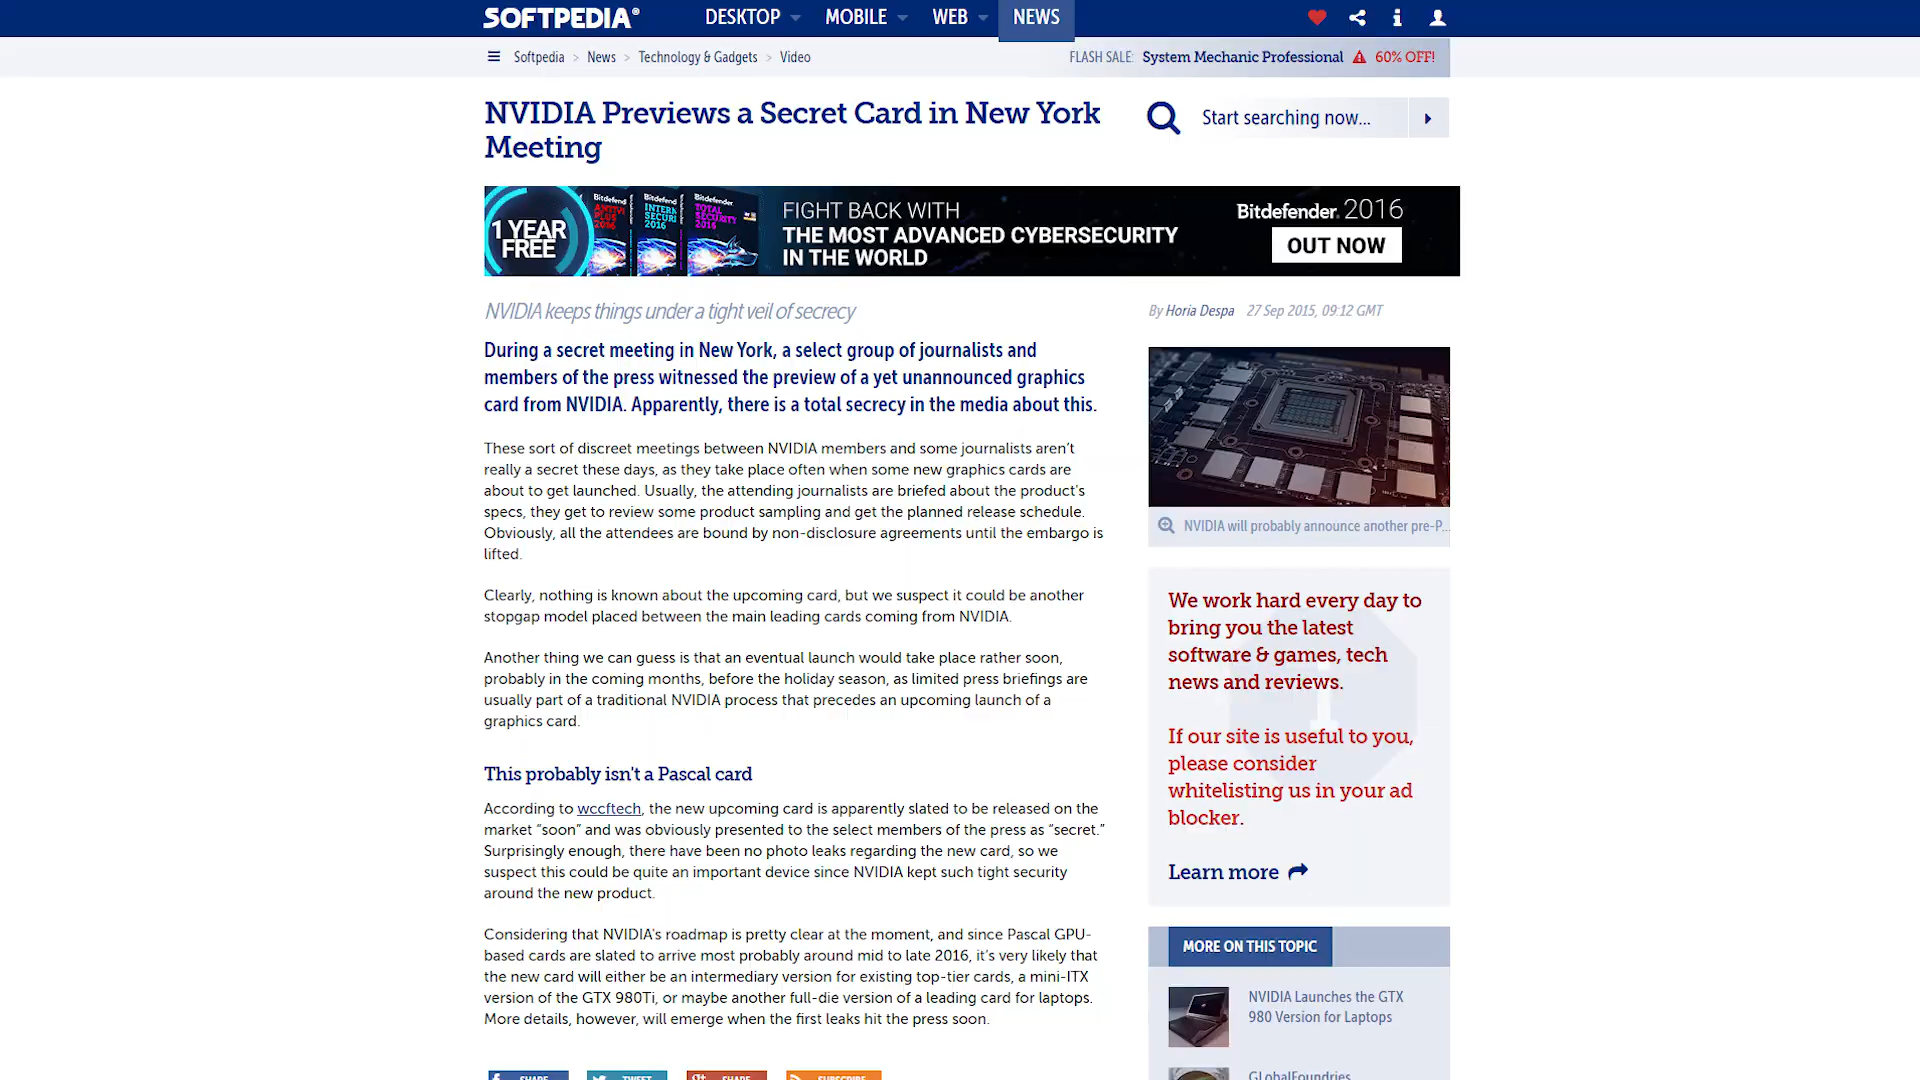 SOFTPEDIA®
DESKTOP
MOBILE
WEB
NEWS
Softpedia > News > Technology & Gadgets > Video
FLASH SALE: System Mechanic Professional 60% OFF!
NVIDIA Previews a Secret Card in New York
Meeting
Start searching now...
1 YEAR
FREE
Bitdefender
ANTIVIRUS
PLUS
2016
Bitdefender
INTERN
SECURI
2016
Bitdefender
TOTAL
SECURITY
2016
FIGHT BACK WITH
THE MOST ADVANCED CYBERSECURITY
IN THE WORLD
Bitdefender 2016
OUT NOW
NVIDIA keeps things under a tight veil of secrecy
By Horia Despa 27 Sep 2015, 09:12 GMT
During a secret meeting in New York, a select group of journalists and
members of the press witnessed the preview of a yet unannounced graphics
card from NVIDIA. Apparently, there is a total secrecy in the media about this.
These sort of discreet meetings between NVIDIA members and some journalists aren’t
really a secret these days, as they take place often when some new graphics cards are
about to get launched. Usually, the attending journalists are briefed about the product's
specs, they get to review some product sampling and get the planned release schedule.
Obviously, all the attendees are bound by non-disclosure agreements until the embargo is
lifted.
Clearly, nothing is known about the upcoming card, but we suspect it could be another
stopgap model placed between the main leading cards coming from NVIDIA.
Another thing we can guess is that an eventual launch would take place rather soon,
probably in the coming months, before the holiday season, as limited press briefings are
usually part of a traditional NVIDIA process that precedes an upcoming launch of a
graphics card.
This probably isn't a Pascal card
According to wccftech, the new upcoming card is apparently slated to be released on the
market “soon” and was obviously presented to the select members of the press as “secret.”
Surprisingly enough, there have been no photo leaks regarding the new card, so we
suspect this could be quite an important device since NVIDIA kept such tight security
around the new product.
Considering that NVIDIA's roadmap is pretty clear at the moment, and since Pascal GPU-
based cards are slated to arrive most probably around mid to late 2016, it's very likely that
the new card will either be an intermediary version for existing top-tier cards, a mini-ITX
version of the GTX 980Ti, or maybe another full-die version of a leading card for laptops.
More details, however, will emerge when the first leaks hit the press soon.
SHARE
TWEET
SHARE
SUBSCRIBE
NVIDIA will probably announce another pre-P...
We work hard every day to
bring you the latest
software & games, tech
news and reviews.
If our site is useful to you,
please consider
whitelisting us in your ad
blocker.
Learn more
MORE ON THIS TOPIC
NVIDIA Launches the GTX
980 Version for Laptops
GLobalFoundries